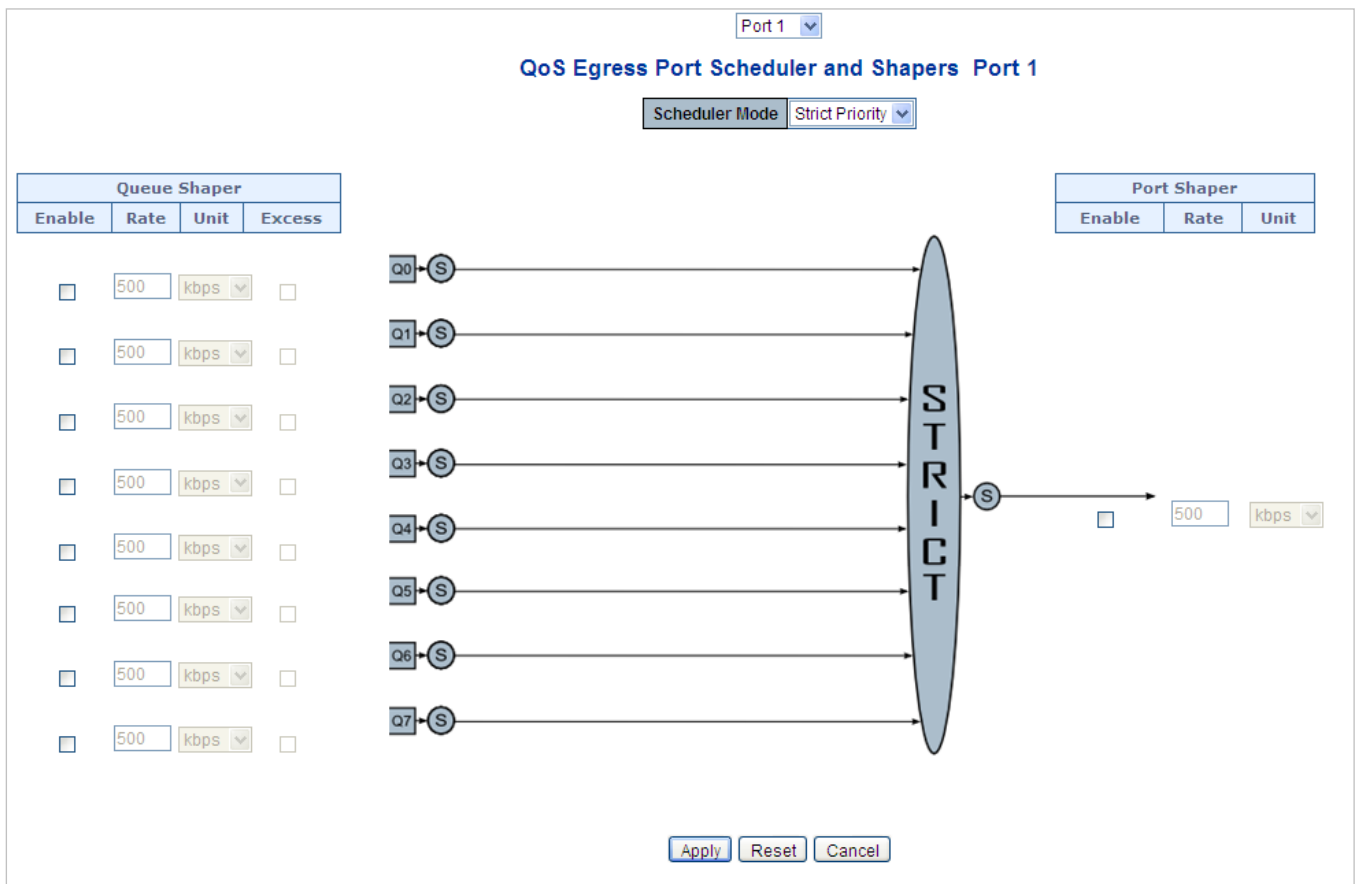 Port 1
QoS Egress Port Scheduler and Shapers Port 1
Scheduler Mode Strict Priority
Queue Shaper Port Shaper
Enable Rate Unit Excess Enable Rate Unit
500 kbps Q0 S
500 kbps Q1 S
500 kbps Q2 S
500 kbps Q3 S
500 kbps Q4 S
500 kbps Q5 S
500 kbps Q6 S
500 kbps Q7 S
STRICT
S 500 kbps
Apply Reset Cancel